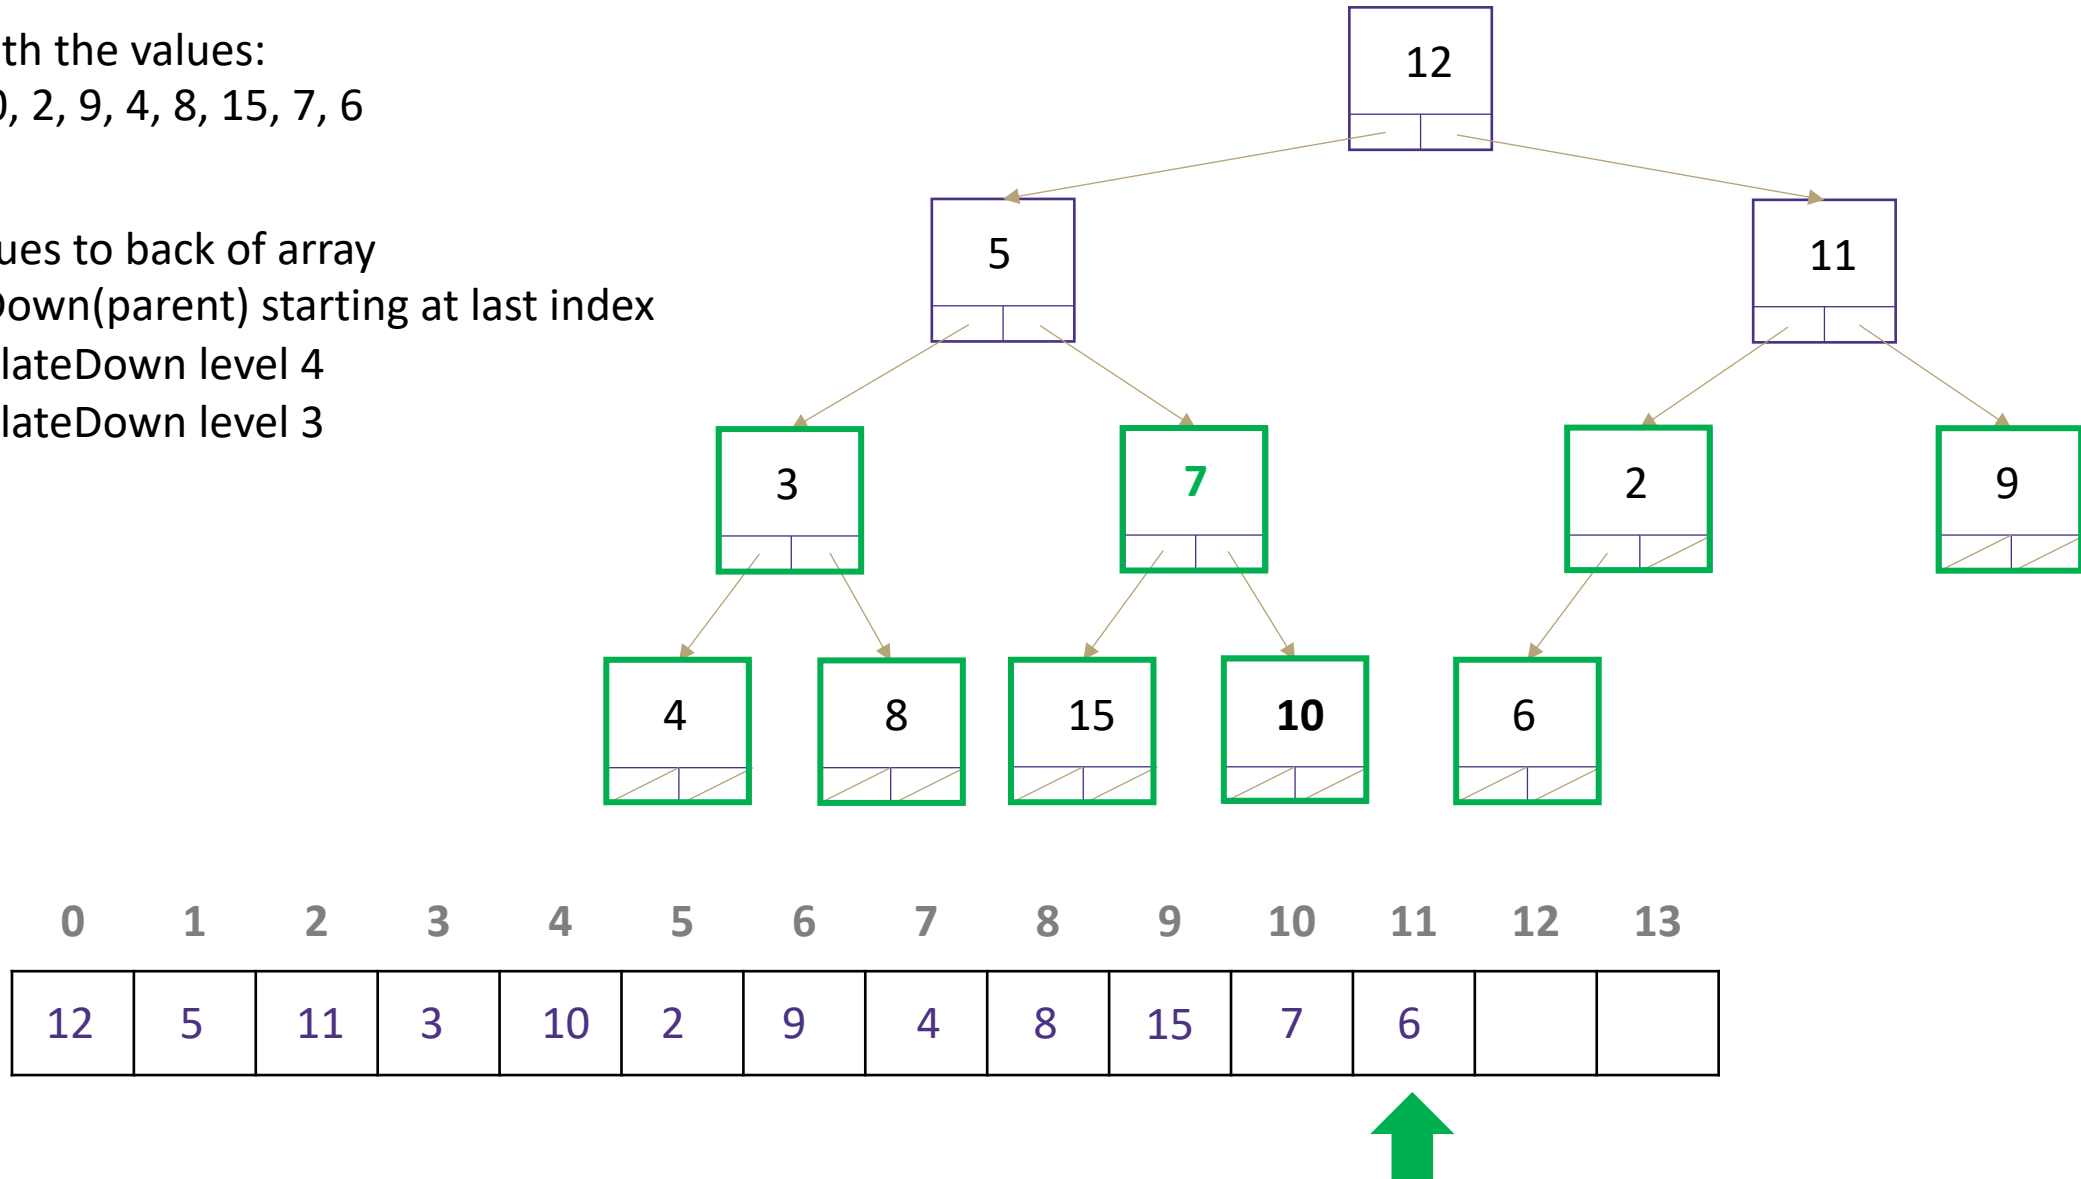 th the values:
0, 2, 9, 4, 8, 15, 7, 6
ues to back of array
Down(parent) starting at last index
lateDown level 4
lateDown level 3
12
5 11
3 7 2 9
4 8 15 10 6
0 1 2 3 4 5 6 7 8 9 10 11 12 13
12 5 11 3 10 2 9 4 8 15 7 6